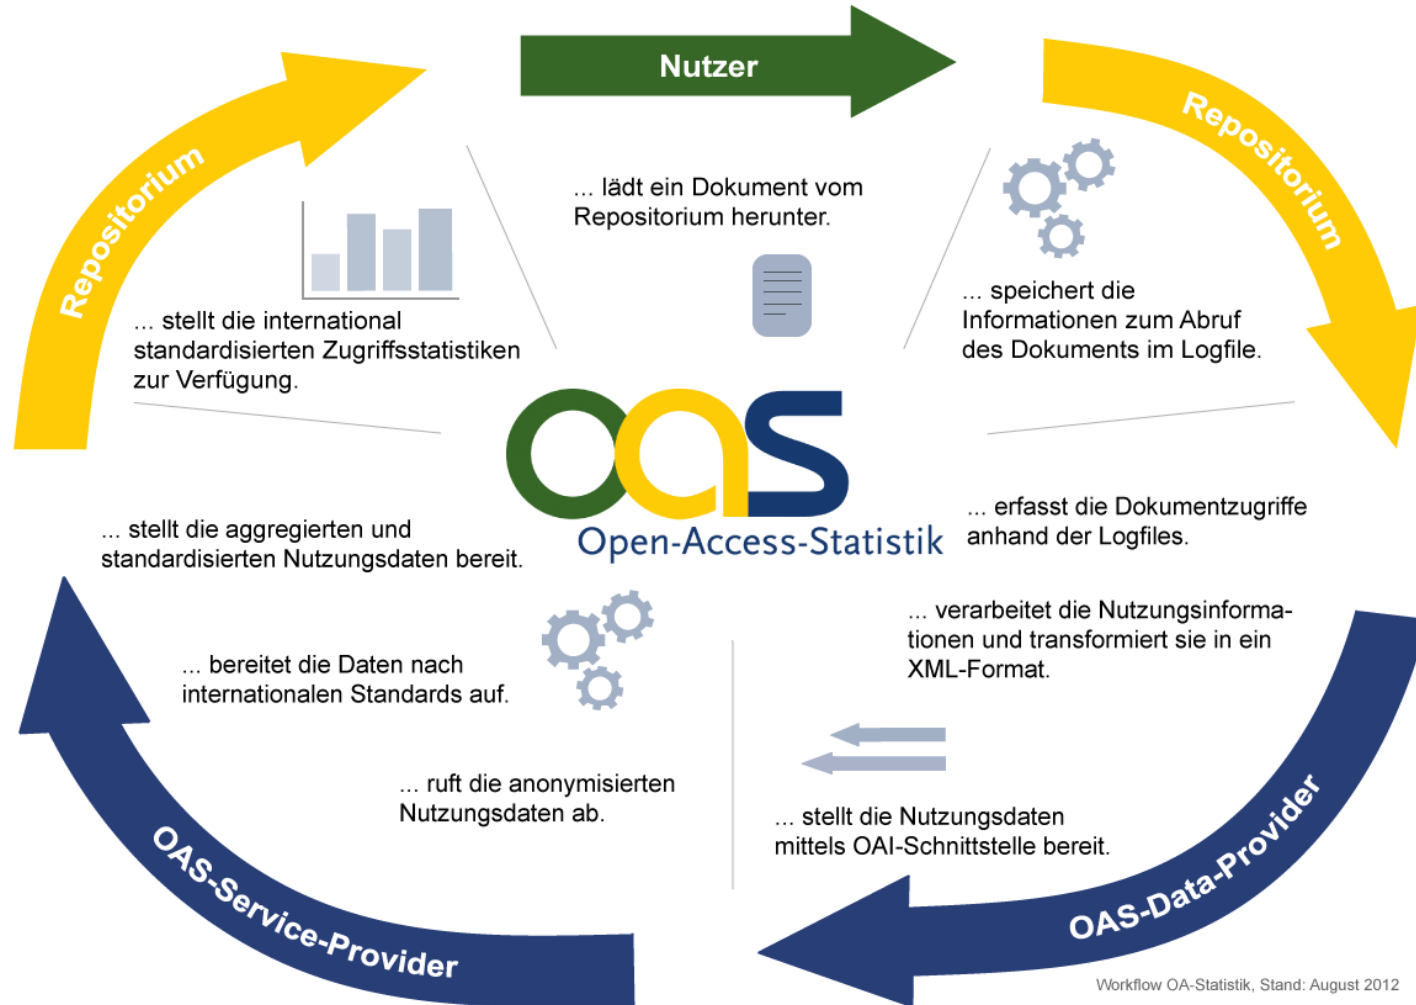 Nutzer
... lädt ein Dokument vom
Repositorium herunter.
Repositorium
... speichert die
Informationen zum Abruf
des Dokuments im Logfile.
... erfasst die Dokumentzugriffe
anhand der Logfiles.
... verarbeitet die Nutzungsinforma-
tionen und transformiert sie in ein
XML-Format.
... stellt die Nutzungsdaten
mittels OAI-Schnittstelle bereit.
OAS-Data-Provider
... ruft die anonymisierten
Nutzungsdaten ab.
... bereitet die Daten nach
internationalen Standards auf.
... stellt die aggregierten und
standardisierten Nutzungsdaten bereit.
OAS-Service-Provider
Repositorium
... stellt die international
standardisierten Zugriffsstatistiken
zur Verfügung.
oas
Open-Access-Statistik
Workflow OA-Statistik, Stand: August 2012